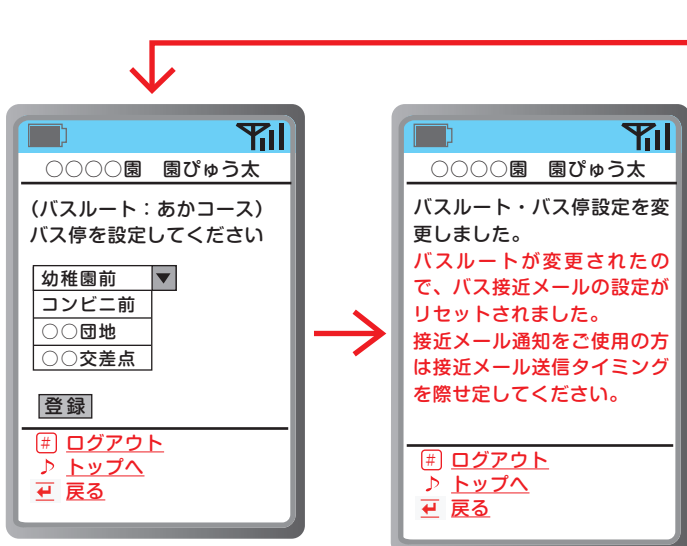 ○○○○園 園ぴゅう太
(バスルート：あかコース)
バス停を設定してください
幼稚園前 ▼
コンビニ前
○○団地
○○交差点
登録
# ログアウト
♪ トップへ
↵ 戻る
○○○○園 園ぴゅう太
バスルート・バス停設定を変
更しました。
バスルートが変更されたの
で、バス接近メールの設定が
リセットされました。
接近メール通知をご使用の方
は接近メール送信タイミング
を際せ定してください。
# ログアウト
♪ トップへ
↵ 戻る